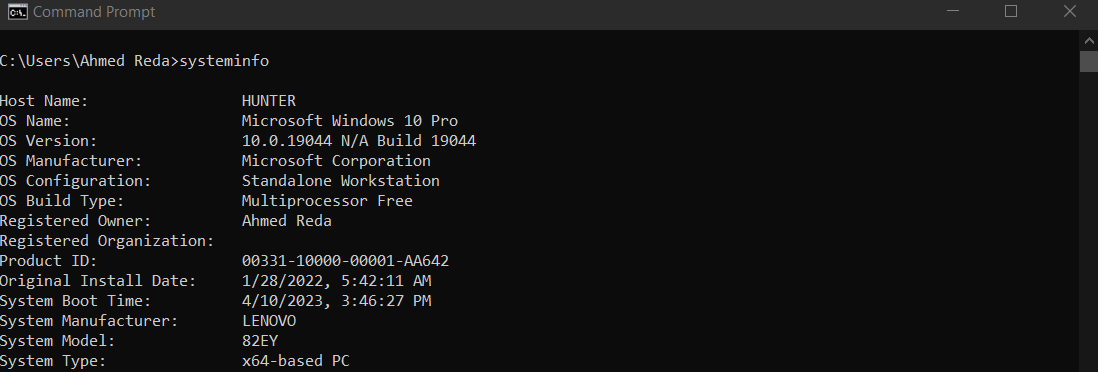 Command Prompt
C:\Users\Ahmed Reda>systeminfo
Host Name: HUNTER
OS Name: Microsoft Windows 10 Pro
OS Version: 10.0.19044 N/A Build 19044
OS Manufacturer: Microsoft Corporation
OS Configuration: Standalone Workstation
OS Build Type: Multiprocessor Free
Registered Owner: Ahmed Reda
Registered Organization:
Product ID: 00331-10000-00001-AA642
Original Install Date: 1/28/2022, 5:42:11 AM
System Boot Time: 4/10/2023, 3:46:27 PM
System Manufacturer: LENOVO
System Model: 82EY
System Type: x64-based PC